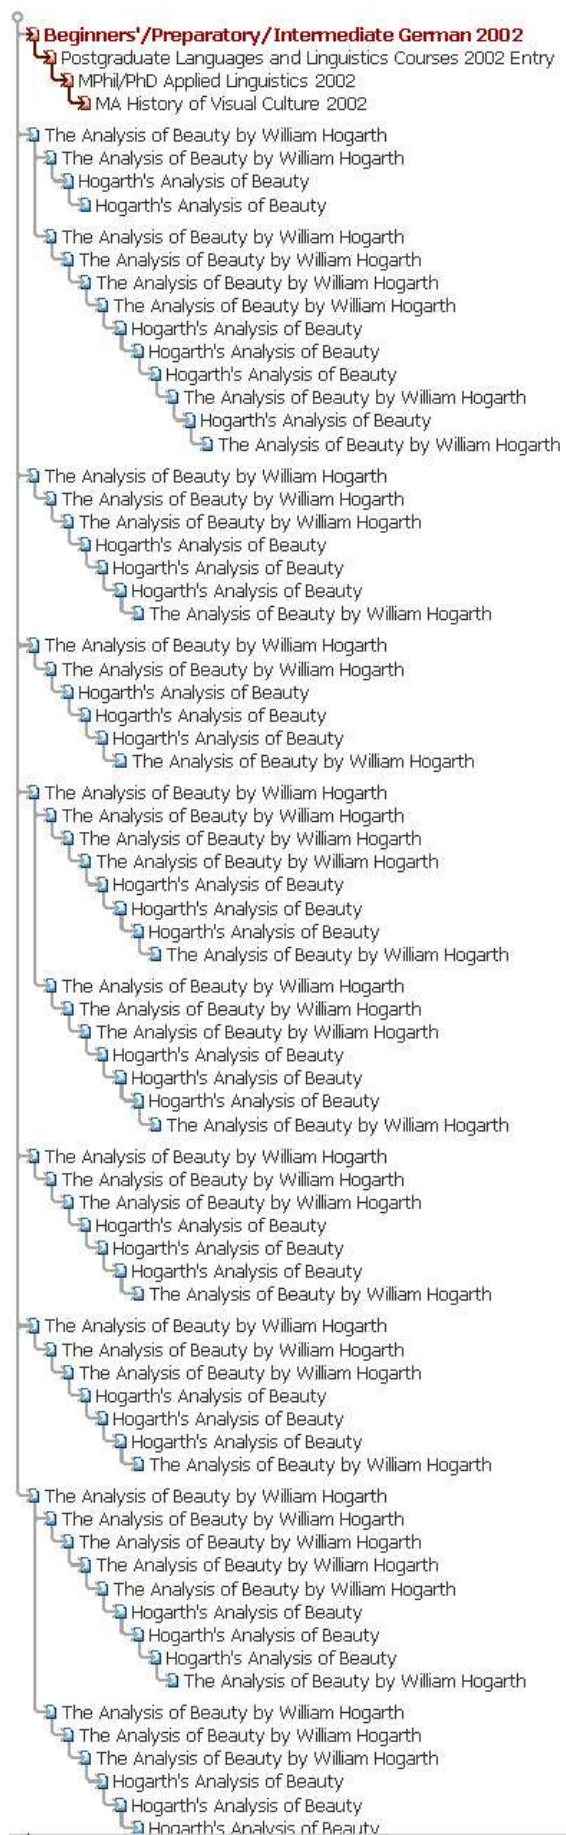 Beginners'/Preparatory/Intermediate German 2002
Postgraduate Languages and Linguistics Courses 2002 Entry
MPhil/PhD Applied Linguistics 2002
MA History of Visual Culture 2002
The Analysis of Beauty by William Hogarth
The Analysis of Beauty by William Hogarth
Hogarth's Analysis of Beauty
Hogarth's Analysis of Beauty
The Analysis of Beauty by William Hogarth
The Analysis of Beauty by William Hogarth
The Analysis of Beauty by William Hogarth
The Analysis of Beauty by William Hogarth
Hogarth's Analysis of Beauty
Hogarth's Analysis of Beauty
Hogarth's Analysis of Beauty
The Analysis of Beauty by William Hogarth
Hogarth's Analysis of Beauty
The Analysis of Beauty by William Hogarth
The Analysis of Beauty by William Hogarth
The Analysis of Beauty by William Hogarth
The Analysis of Beauty by William Hogarth
Hogarth's Analysis of Beauty
Hogarth's Analysis of Beauty
Hogarth's Analysis of Beauty
The Analysis of Beauty by William Hogarth
The Analysis of Beauty by William Hogarth
The Analysis of Beauty by William Hogarth
Hogarth's Analysis of Beauty
Hogarth's Analysis of Beauty
Hogarth's Analysis of Beauty
The Analysis of Beauty by William Hogarth
The Analysis of Beauty by William Hogarth
The Analysis of Beauty by William Hogarth
The Analysis of Beauty by William Hogarth
The Analysis of Beauty by William Hogarth
Hogarth's Analysis of Beauty
Hogarth's Analysis of Beauty
Hogarth's Analysis of Beauty
The Analysis of Beauty by William Hogarth
The Analysis of Beauty by William Hogarth
The Analysis of Beauty by William Hogarth
The Analysis of Beauty by William Hogarth
Hogarth's Analysis of Beauty
Hogarth's Analysis of Beauty
Hogarth's Analysis of Beauty
The Analysis of Beauty by William Hogarth
The Analysis of Beauty by William Hogarth
The Analysis of Beauty by William Hogarth
The Analysis of Beauty by William Hogarth
Hogarth's Analysis of Beauty
Hogarth's Analysis of Beauty
Hogarth's Analysis of Beauty
The Analysis of Beauty by William Hogarth
The Analysis of Beauty by William Hogarth
The Analysis of Beauty by William Hogarth
The Analysis of Beauty by William Hogarth
Hogarth's Analysis of Beauty
Hogarth's Analysis of Beauty
Hogarth's Analysis of Beauty
The Analysis of Beauty by William Hogarth
The Analysis of Beauty by William Hogarth
The Analysis of Beauty by William Hogarth
The Analysis of Beauty by William Hogarth
The Analysis of Beauty by William Hogarth
The Analysis of Beauty by William Hogarth
Hogarth's Analysis of Beauty
Hogarth's Analysis of Beauty
Hogarth's Analysis of Beauty
The Analysis of Beauty by William Hogarth
The Analysis of Beauty by William Hogarth
The Analysis of Beauty by William Hogarth
The Analysis of Beauty by William Hogarth
Hogarth's Analysis of Beauty
Hogarth's Analysis of Beauty
Hogarth's Analysis of Beauty